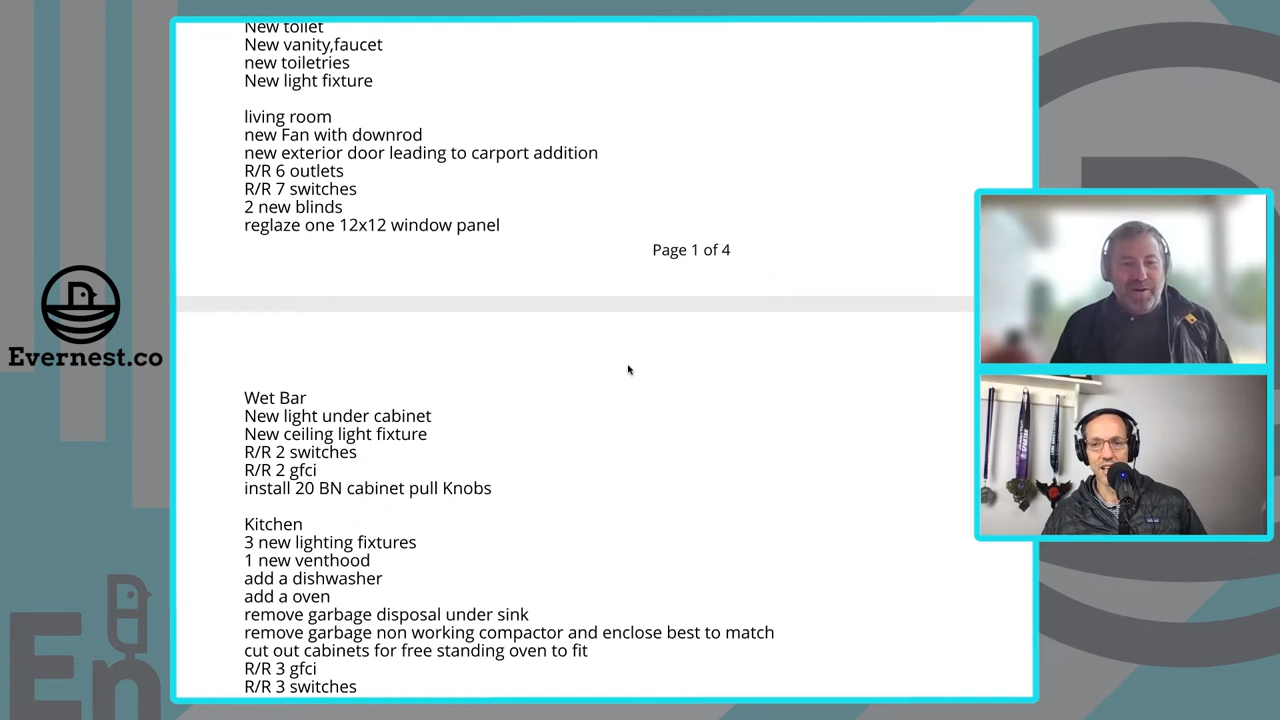 New toilet
New vanity,faucet
new toiletries
New light fixture
living room
new Fan with downrod
new exterior door leading to carport addition
R/R 6 outlets
R/R 7 switches
2 new blinds
reglaze one 12x12 window panel
Page 1 of 4
Wet Bar
New light under cabinet
New ceiling light fixture
R/R 2 switches
R/R 2 gfci
install 20 BN cabinet pull Knobs
Kitchen
3 new lighting fixtures
1 new venthood
add a dishwasher
add a oven
remove garbage disposal under sink
remove garbage non working compactor and enclose best to match
cut out cabinets for free standing oven to fit
R/R 3 gfci
R/R 3 switches
Evernest.co
En